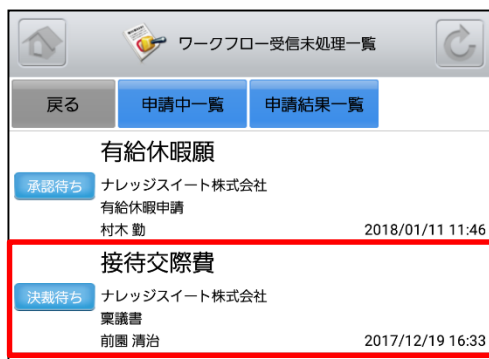 ワークフロー受信未処理一覧
戻る 申請中一覧 申請結果一覧
有給休暇願
承認待ち ナレッジスイート株式会社
有給休暇申請
村木 勤 2018/01/11 11:46
接待交際費
決裁待ち ナレッジスイート株式会社
稟議書
前園 清治 2017/12/19 16:33